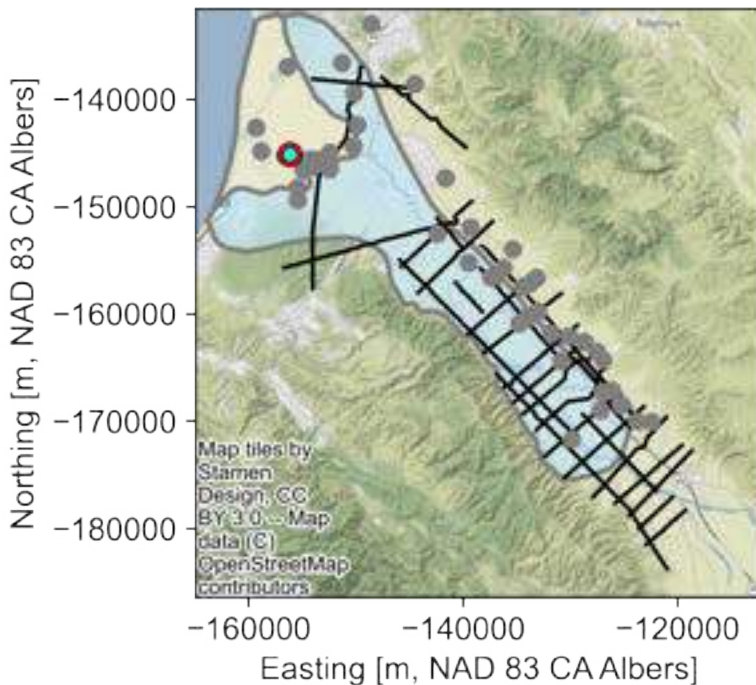 Northing [m, NAD 83 CA Albers]
−140000
−150000
−160000
−170000
−180000
Map tiles by
Stamen
Design, CC
BY 3.0. -- Map
data (C)
OpenStreetMap
contributors
−160000
−140000
−120000
Easting [m, NAD 83 CA Albers]